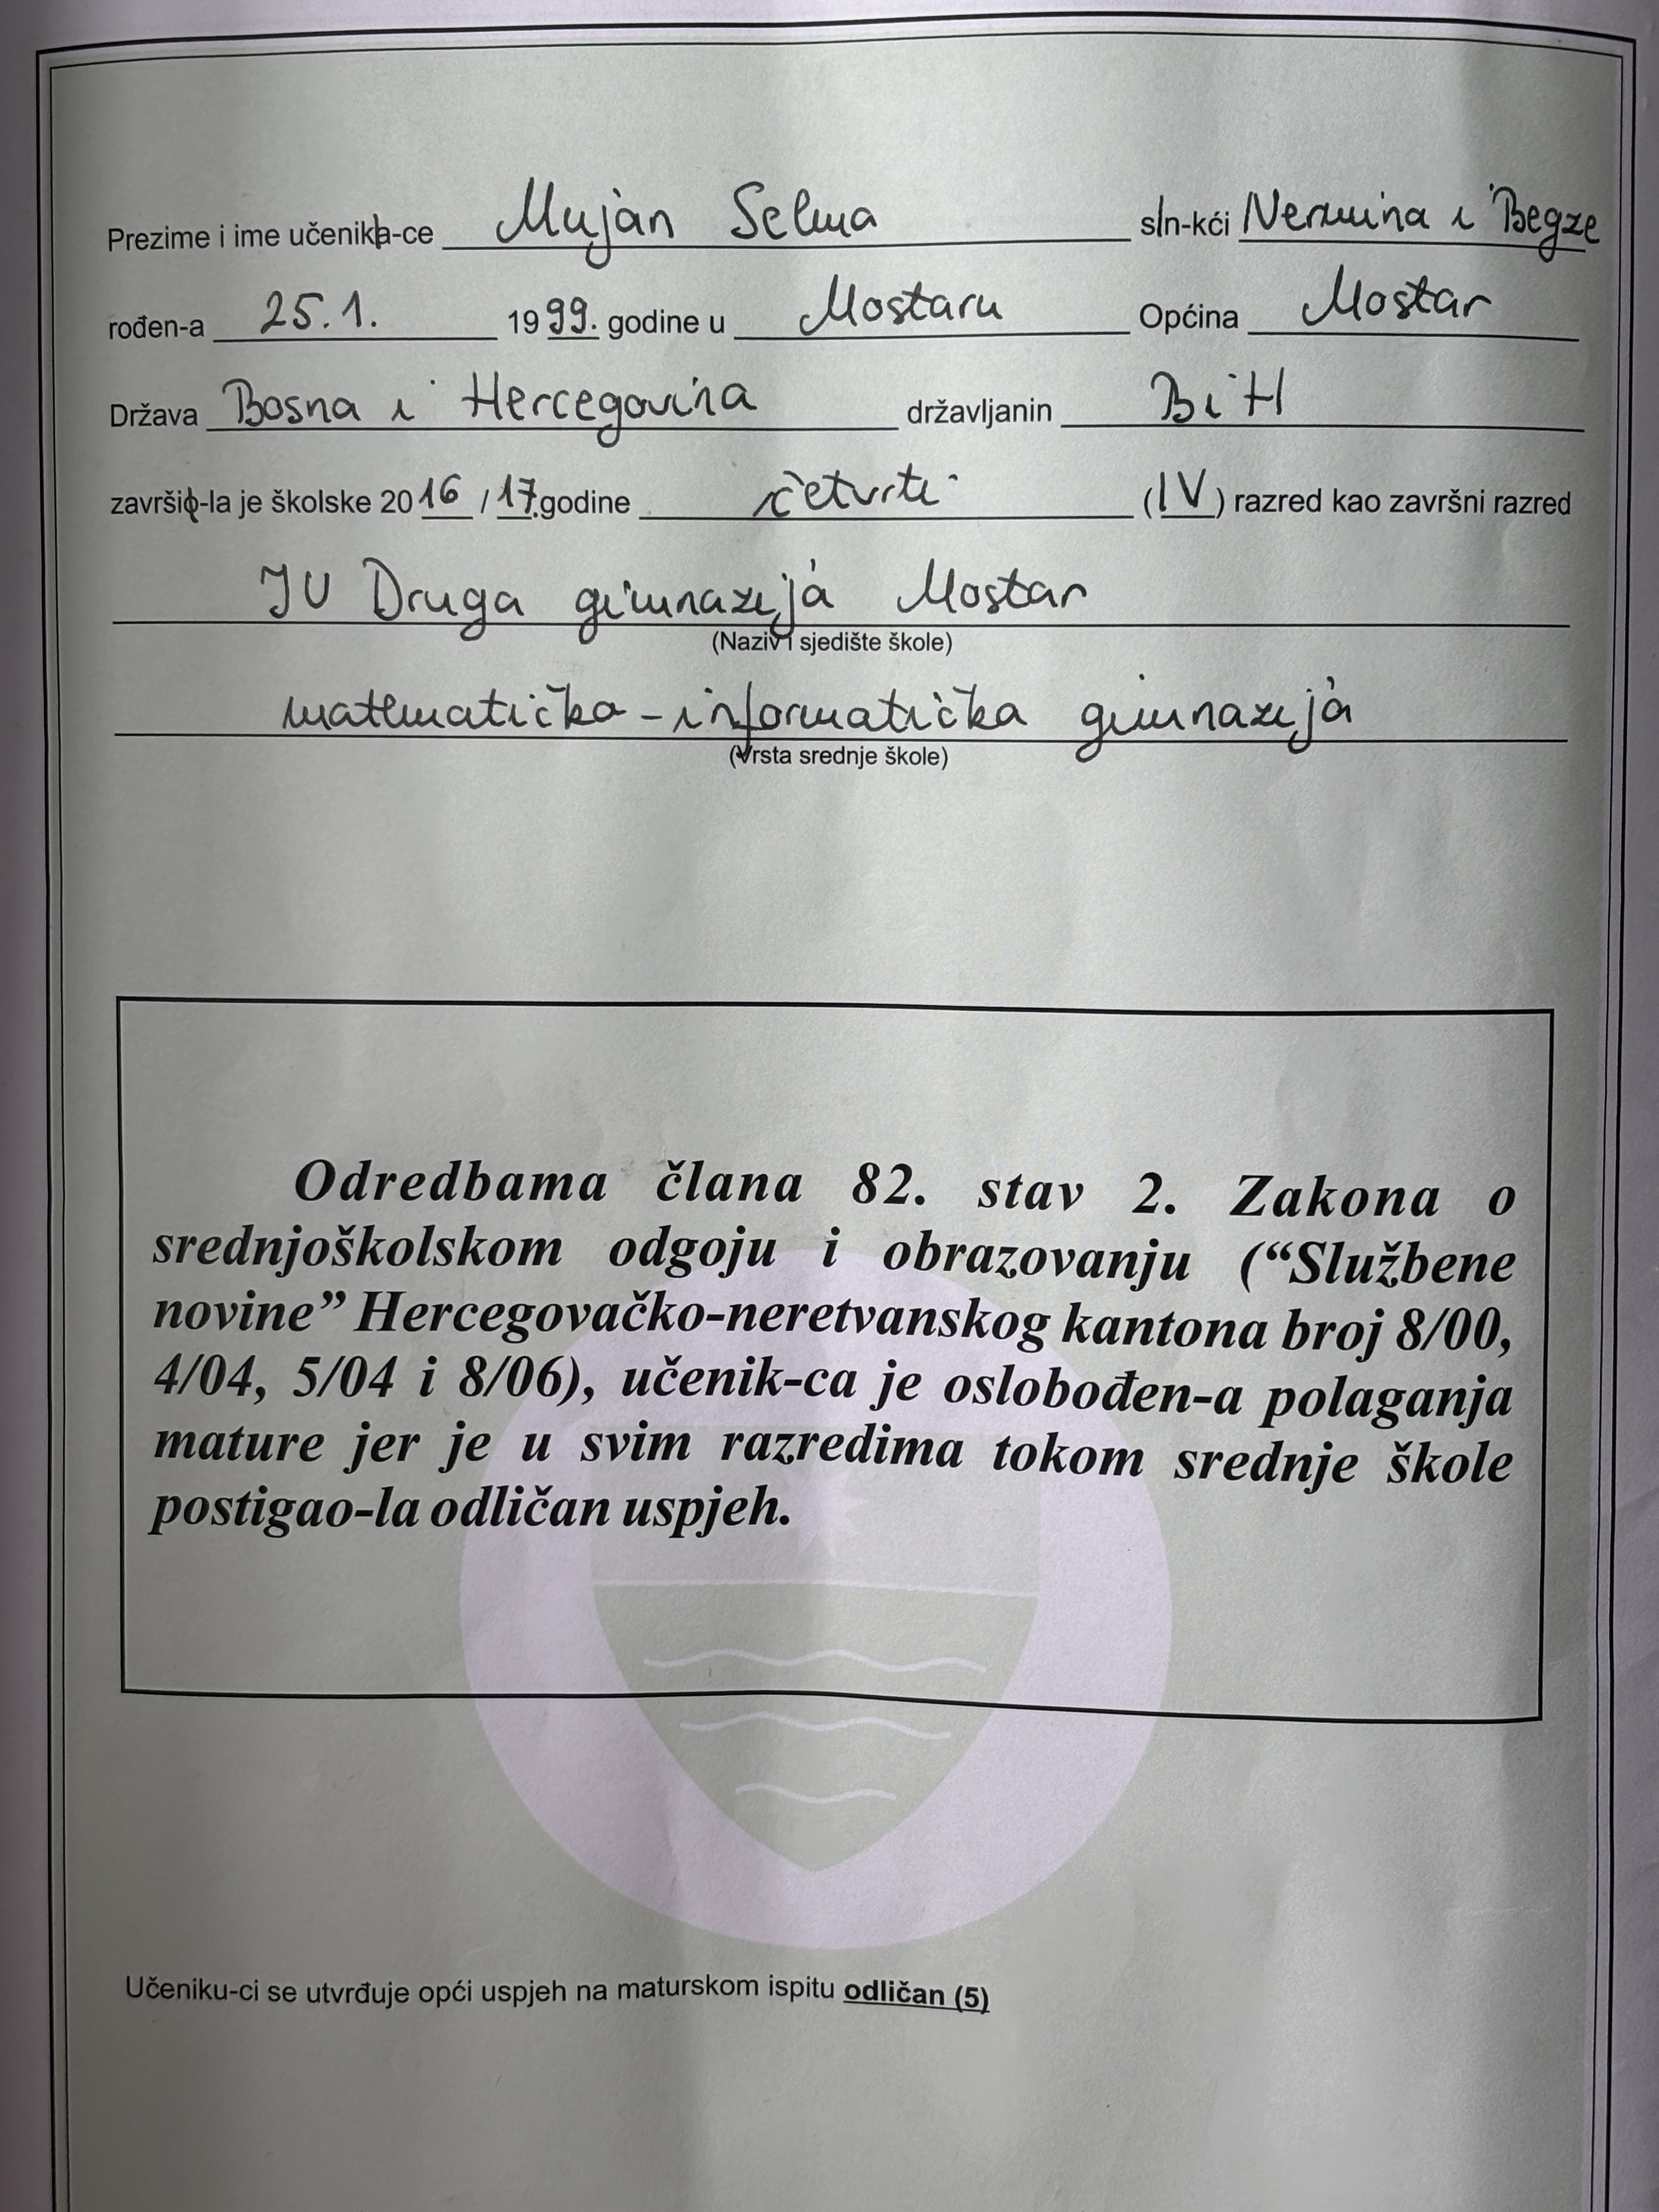 Prezime i ime učenika-ce Mujan Selma sin-kći Nermina i Begze
rođen-a 25.1. 1999. godine u Mostaru Općina Mostar
Država Bosna i Hercegovina državljanin BiH
završio-la je školske 2016 / 17. godine četvrti (IV) razred kao završni razred
JU Druga gimnazija Mostar
(Naziv i sjedište škole)
matematičko-informatička gimnazija
(Vrsta srednje škole)
Odredbama člana 82. stav 2. Zakona o
srednjoškolskom odgoju i obrazovanju (“Službene
novine” Hercegovačko-neretvanskog kantona broj 8/00,
4/04, 5/04 i 8/06), učenik-ca je oslobođen-a polaganja
mature jer je u svim razredima tokom srednje škole
postigao-la odličan uspjeh.
Učeniku-ci se utvrđuje opći uspjeh na maturskom ispitu odličan (5)